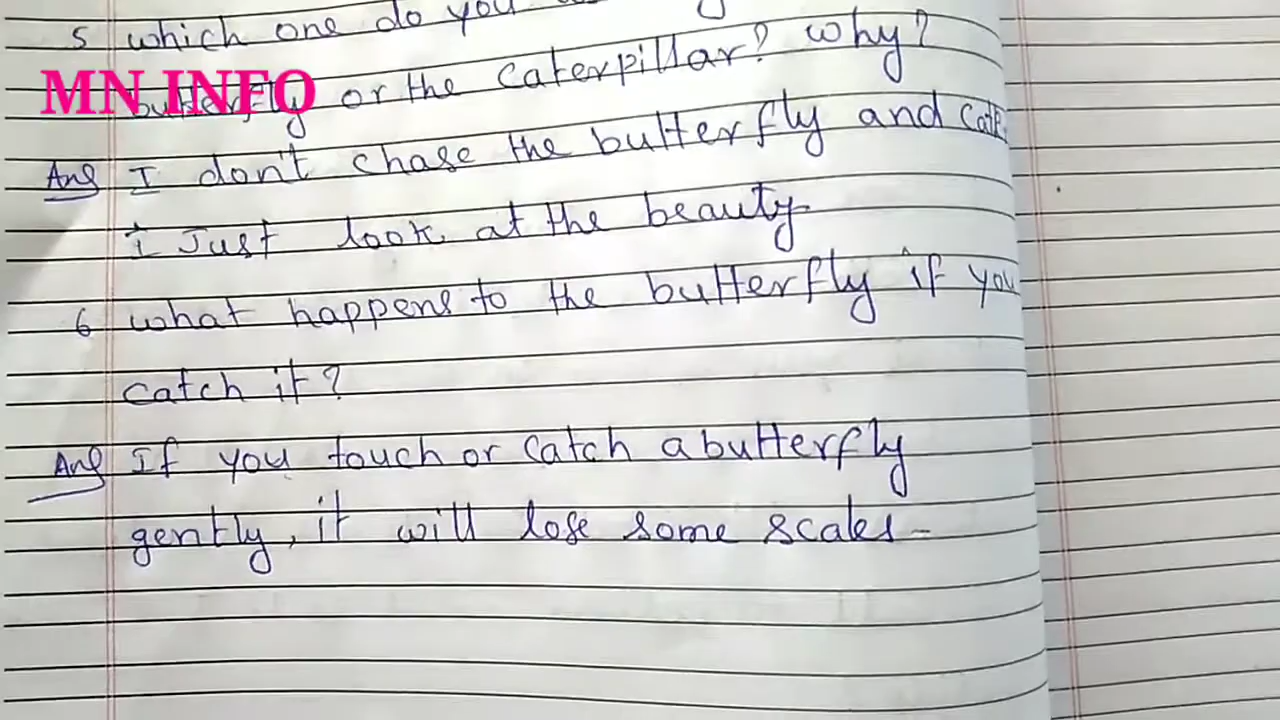 5 which one do you
MN INFO
butterfly or the caterpillar? why?
Ans I don't chase the butterfly and
i Just look at the beauty.
6 what happens to the butterfly if you
catch it?
Ans If you touch or catch a butterfly
gently, it will lose some scales-